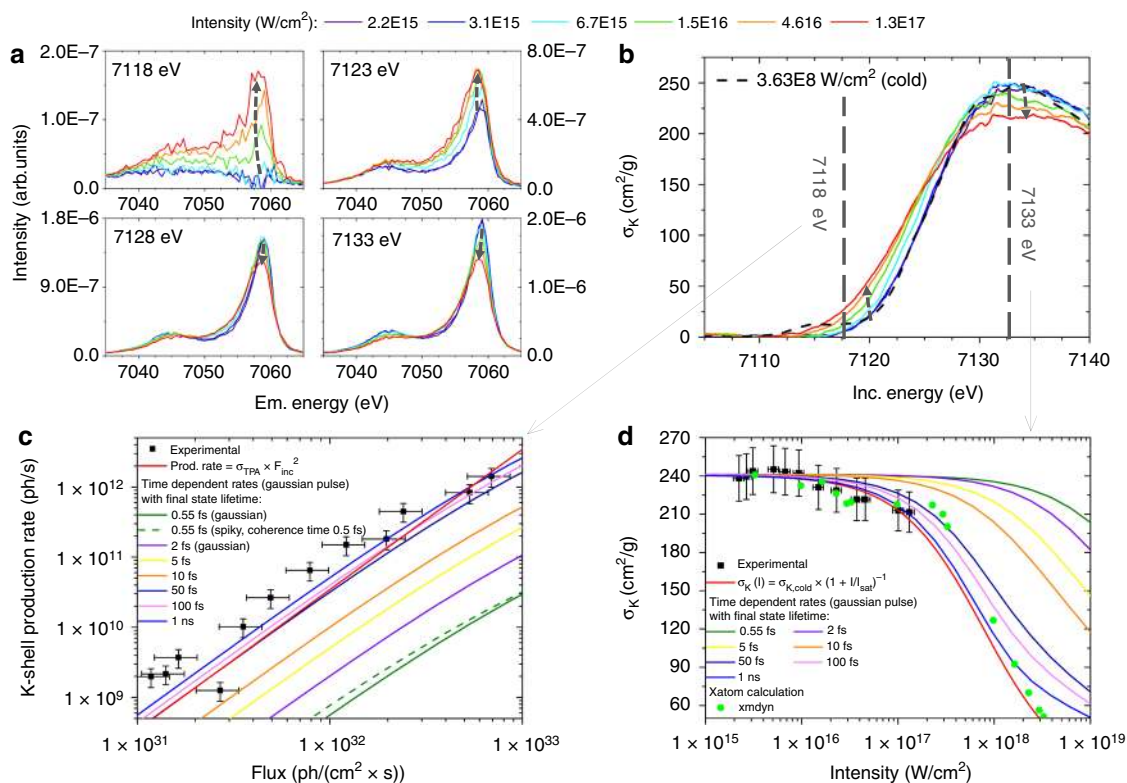 Intensity (W/cm²): 2.2E15 3.1E15 6.7E15 1.5E16 4.616 1.3E17
a
2.0E–7
1.0E–7
0.0
7118 eV
7040 7050 7060
7123 eV
8.0E–7
4.0E–7
0.0
7040 7050 7060
Intensity (arb.units)
1.8E–6
9.0E–7
0.0
7128 eV
7040 7050 7060
7133 eV
2.0E–6
1.0E–6
0.0
7040 7050 7060
Em. energy (eV)
b
3.63E8 W/cm² (cold)
250
200
150
100
50
0
σK (cm²/g)
7118 eV
7133 eV
7110 7120 7130 7140
Inc. energy (eV)
c
Experimental
Prod. rate = σTPA × Finc²
Time dependent rates (gaussian pulse)
with final state lifetime:
0.55 fs (gaussian)
0.55 fs (spiky, coherence time 0.5 fs)
2 fs (gaussian)
5 fs
10 fs
50 fs
100 fs
1 ns
K-shell production rate (ph/s)
1 × 10¹²
1 × 10¹¹
1 × 10¹⁰
1 × 10⁹
1 × 10³¹ 1 × 10³² 1 × 10³³
Flux (ph/(cm² × s))
d
270
240
210
180
150
120
90
60
σK (cm²/g)
Experimental
σK (I) = σK,cold × (1 + I/Isat)⁻¹
Time dependent rates (gaussian pulse)
with final state lifetime:
0.55 fs 2 fs
5 fs 10 fs
50 fs 100 fs
1 ns
Xatom calculation
xmdyn
1 × 10¹⁵ 1 × 10¹⁶ 1 × 10¹⁷ 1 × 10¹⁸ 1 × 10¹⁹
Intensity (W/cm²)